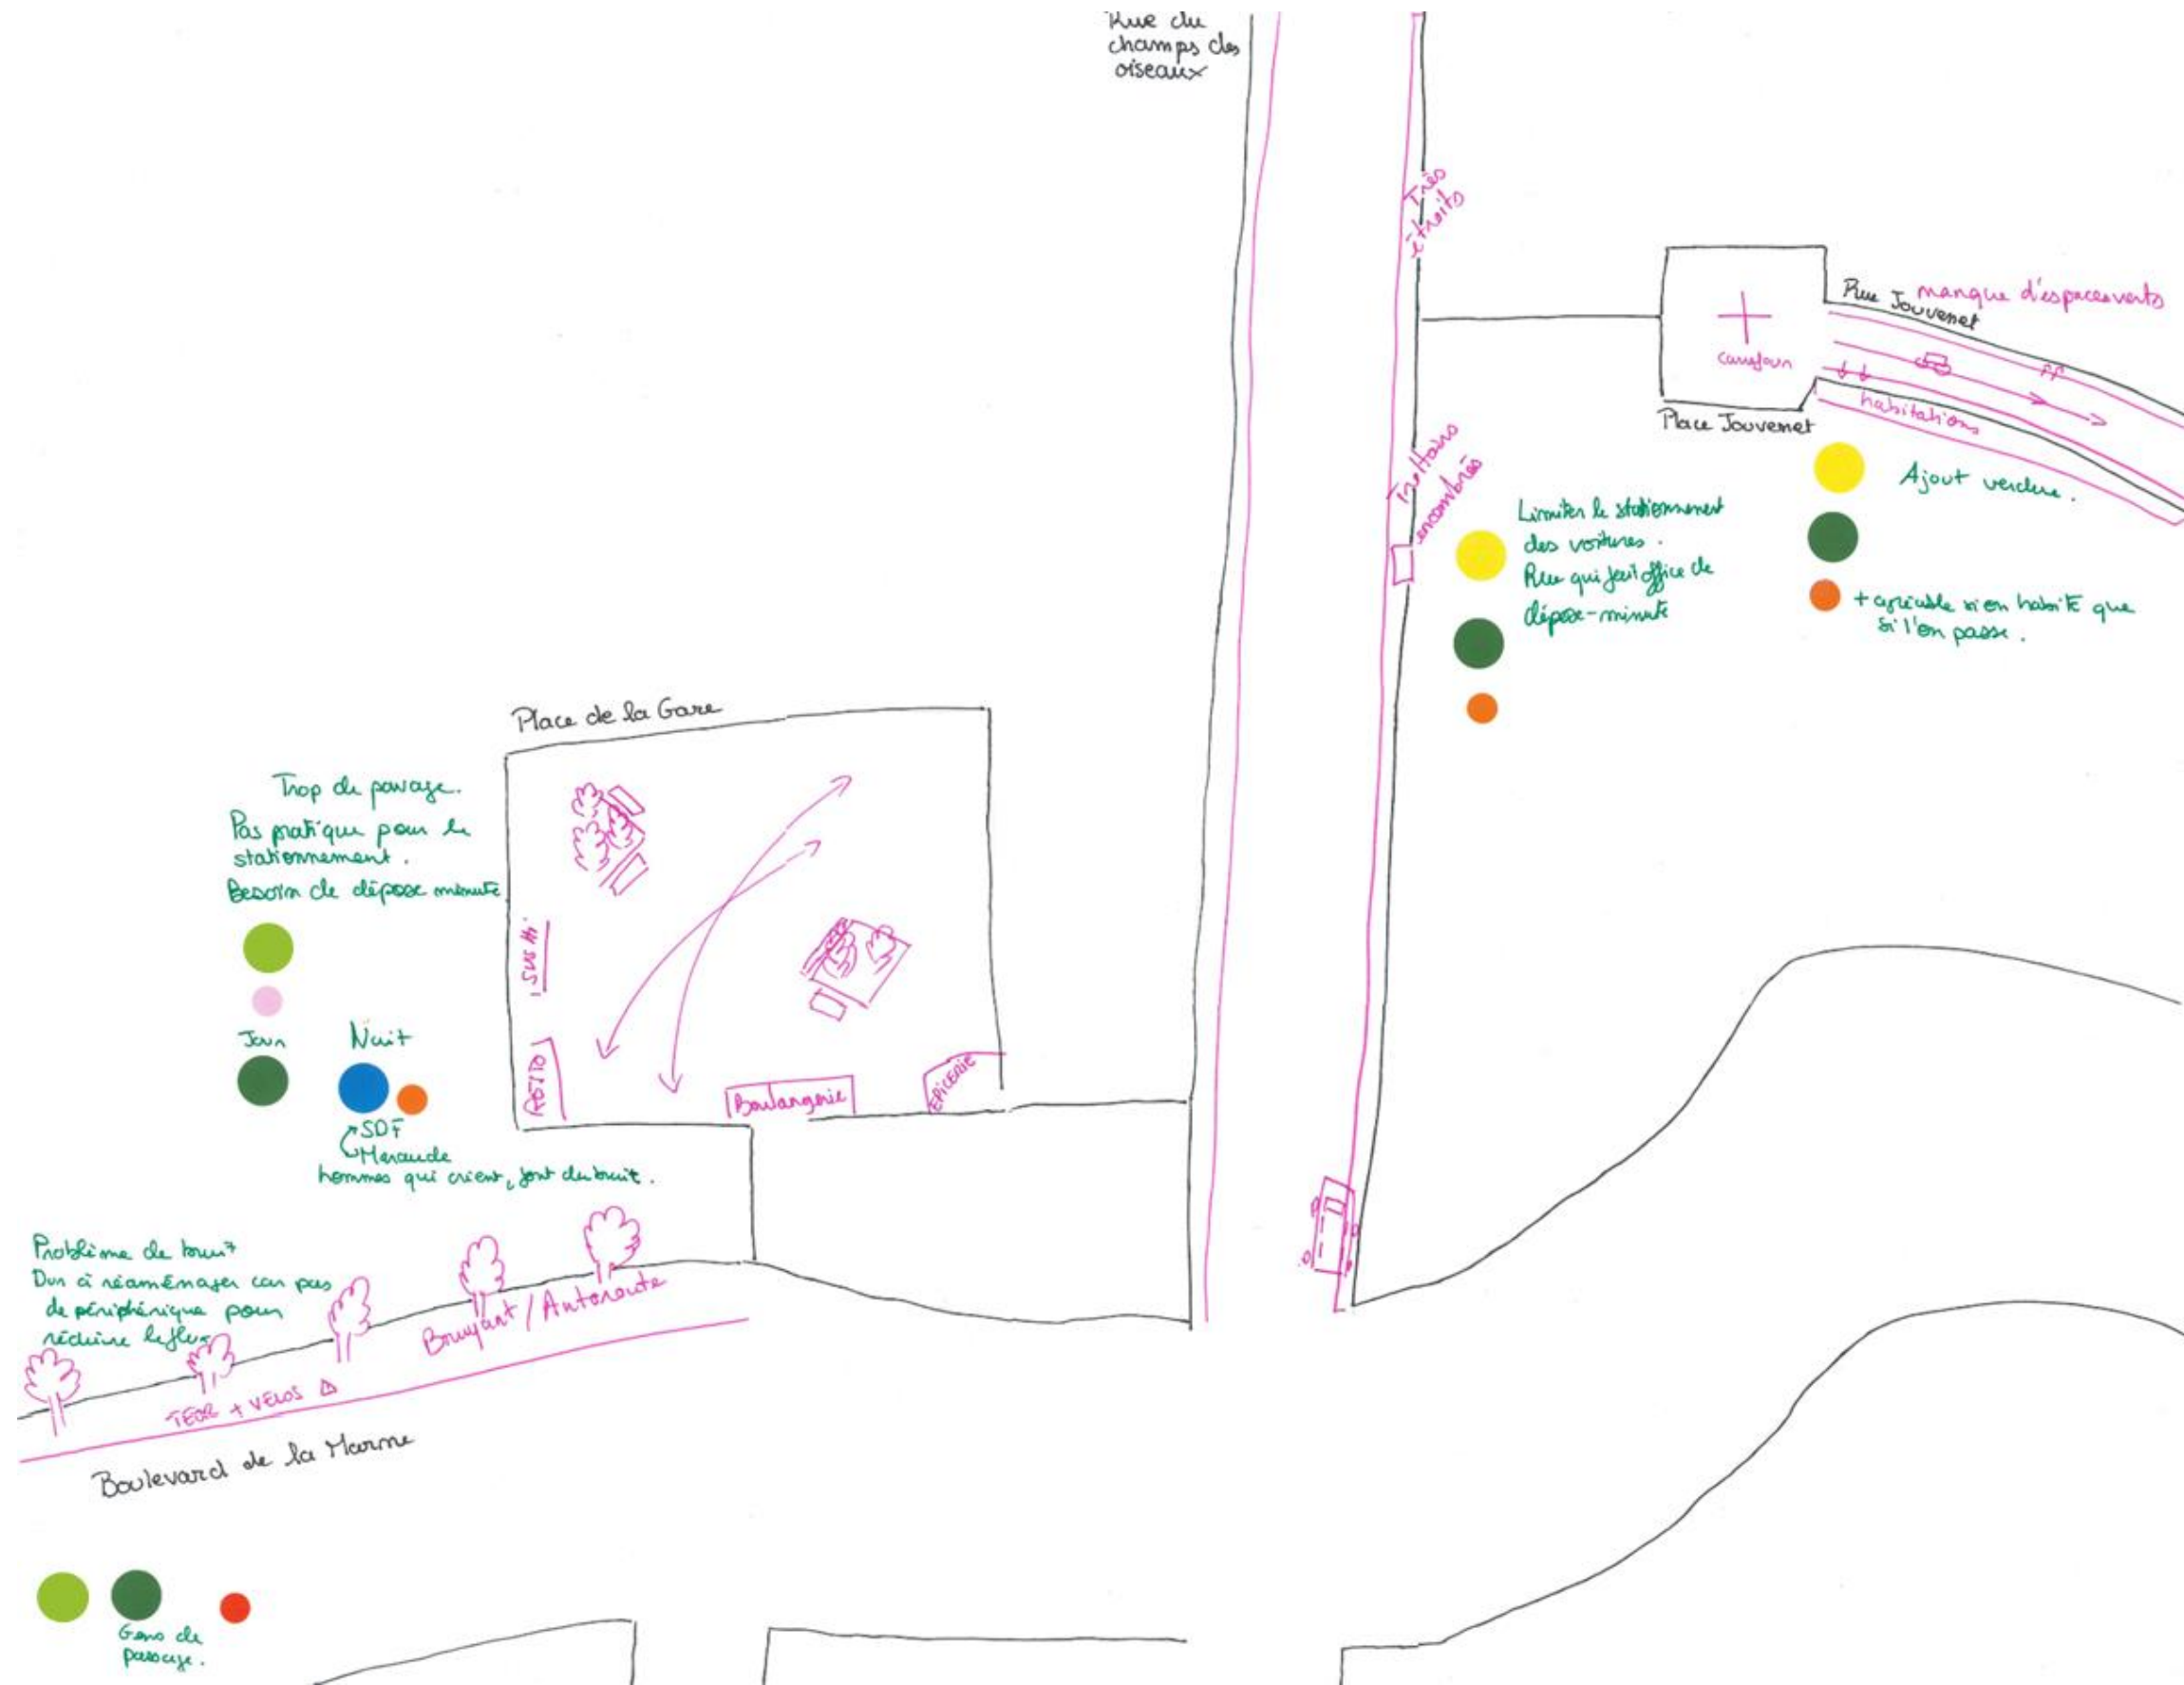 Rue du
champs des
oiseaux
Très
étroits
Rue Jouvenet
manque d'espaces verts
carrefour
habitations
Place Jouvenet
Trottoirs
encombrés
Ajout verdure.
Limiter le stationnement
des voitures.
Rue qui fait office de
dépose-minute
+ agréable si on habite que
si l'on passe.
Place de la Gare
Trop de pavage.
Pas pratique pour le
stationnement.
Besoin de dépose minute
SUSHI
Jour
Nuit
Boulangerie
EPICERIE
SDF
Maraude
hommes qui crient, font du bruit.
Problème de bruit
Dur à réaménager car pas
de périphérique pour
réduire le flux
Bruyant / Autoroute
TEOR + VELOS
Boulevard de la Marne
Gens de
passage.